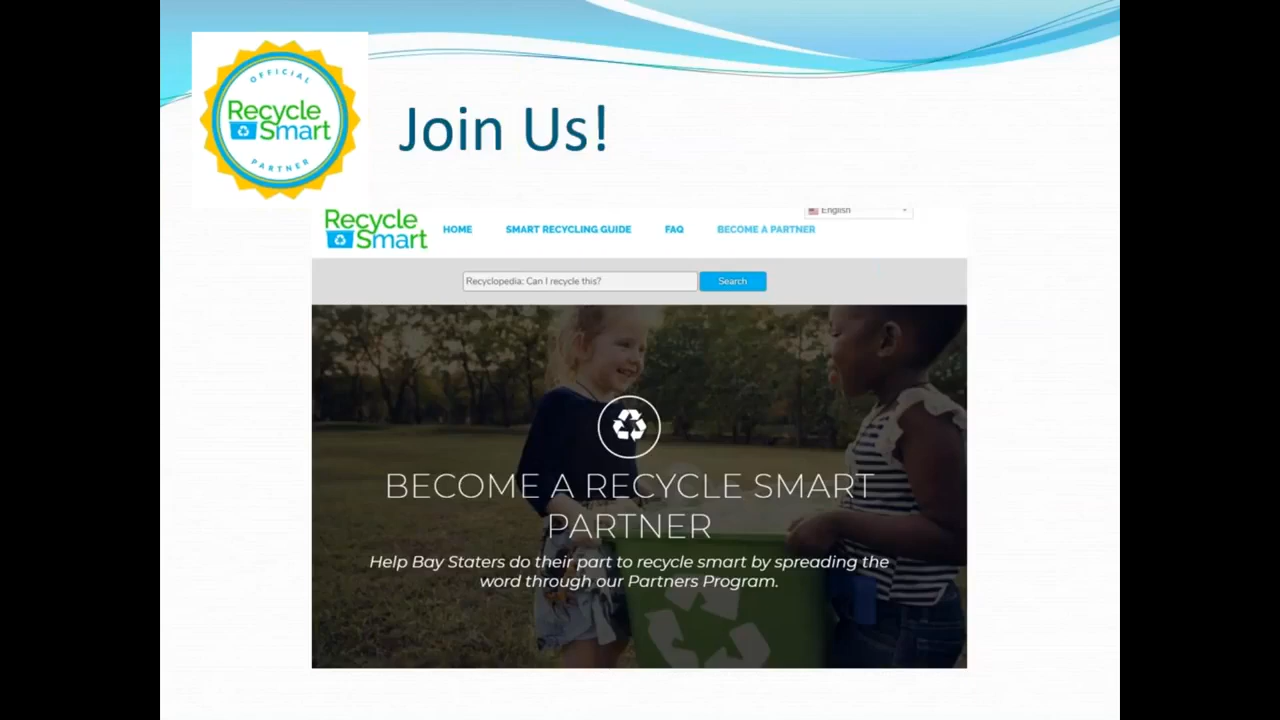 OFFICIAL
Recycle
Smart
PARTNER
Join Us!
Recycle
Smart
HOME
SMART RECYCLING GUIDE
FAQ
BECOME A PARTNER
English
Recyclopedia: Can I recycle this?
Search
BECOME A RECYCLE SMART
PARTNER
Help Bay Staters do their part to recycle smart by spreading the
word through our Partners Program.